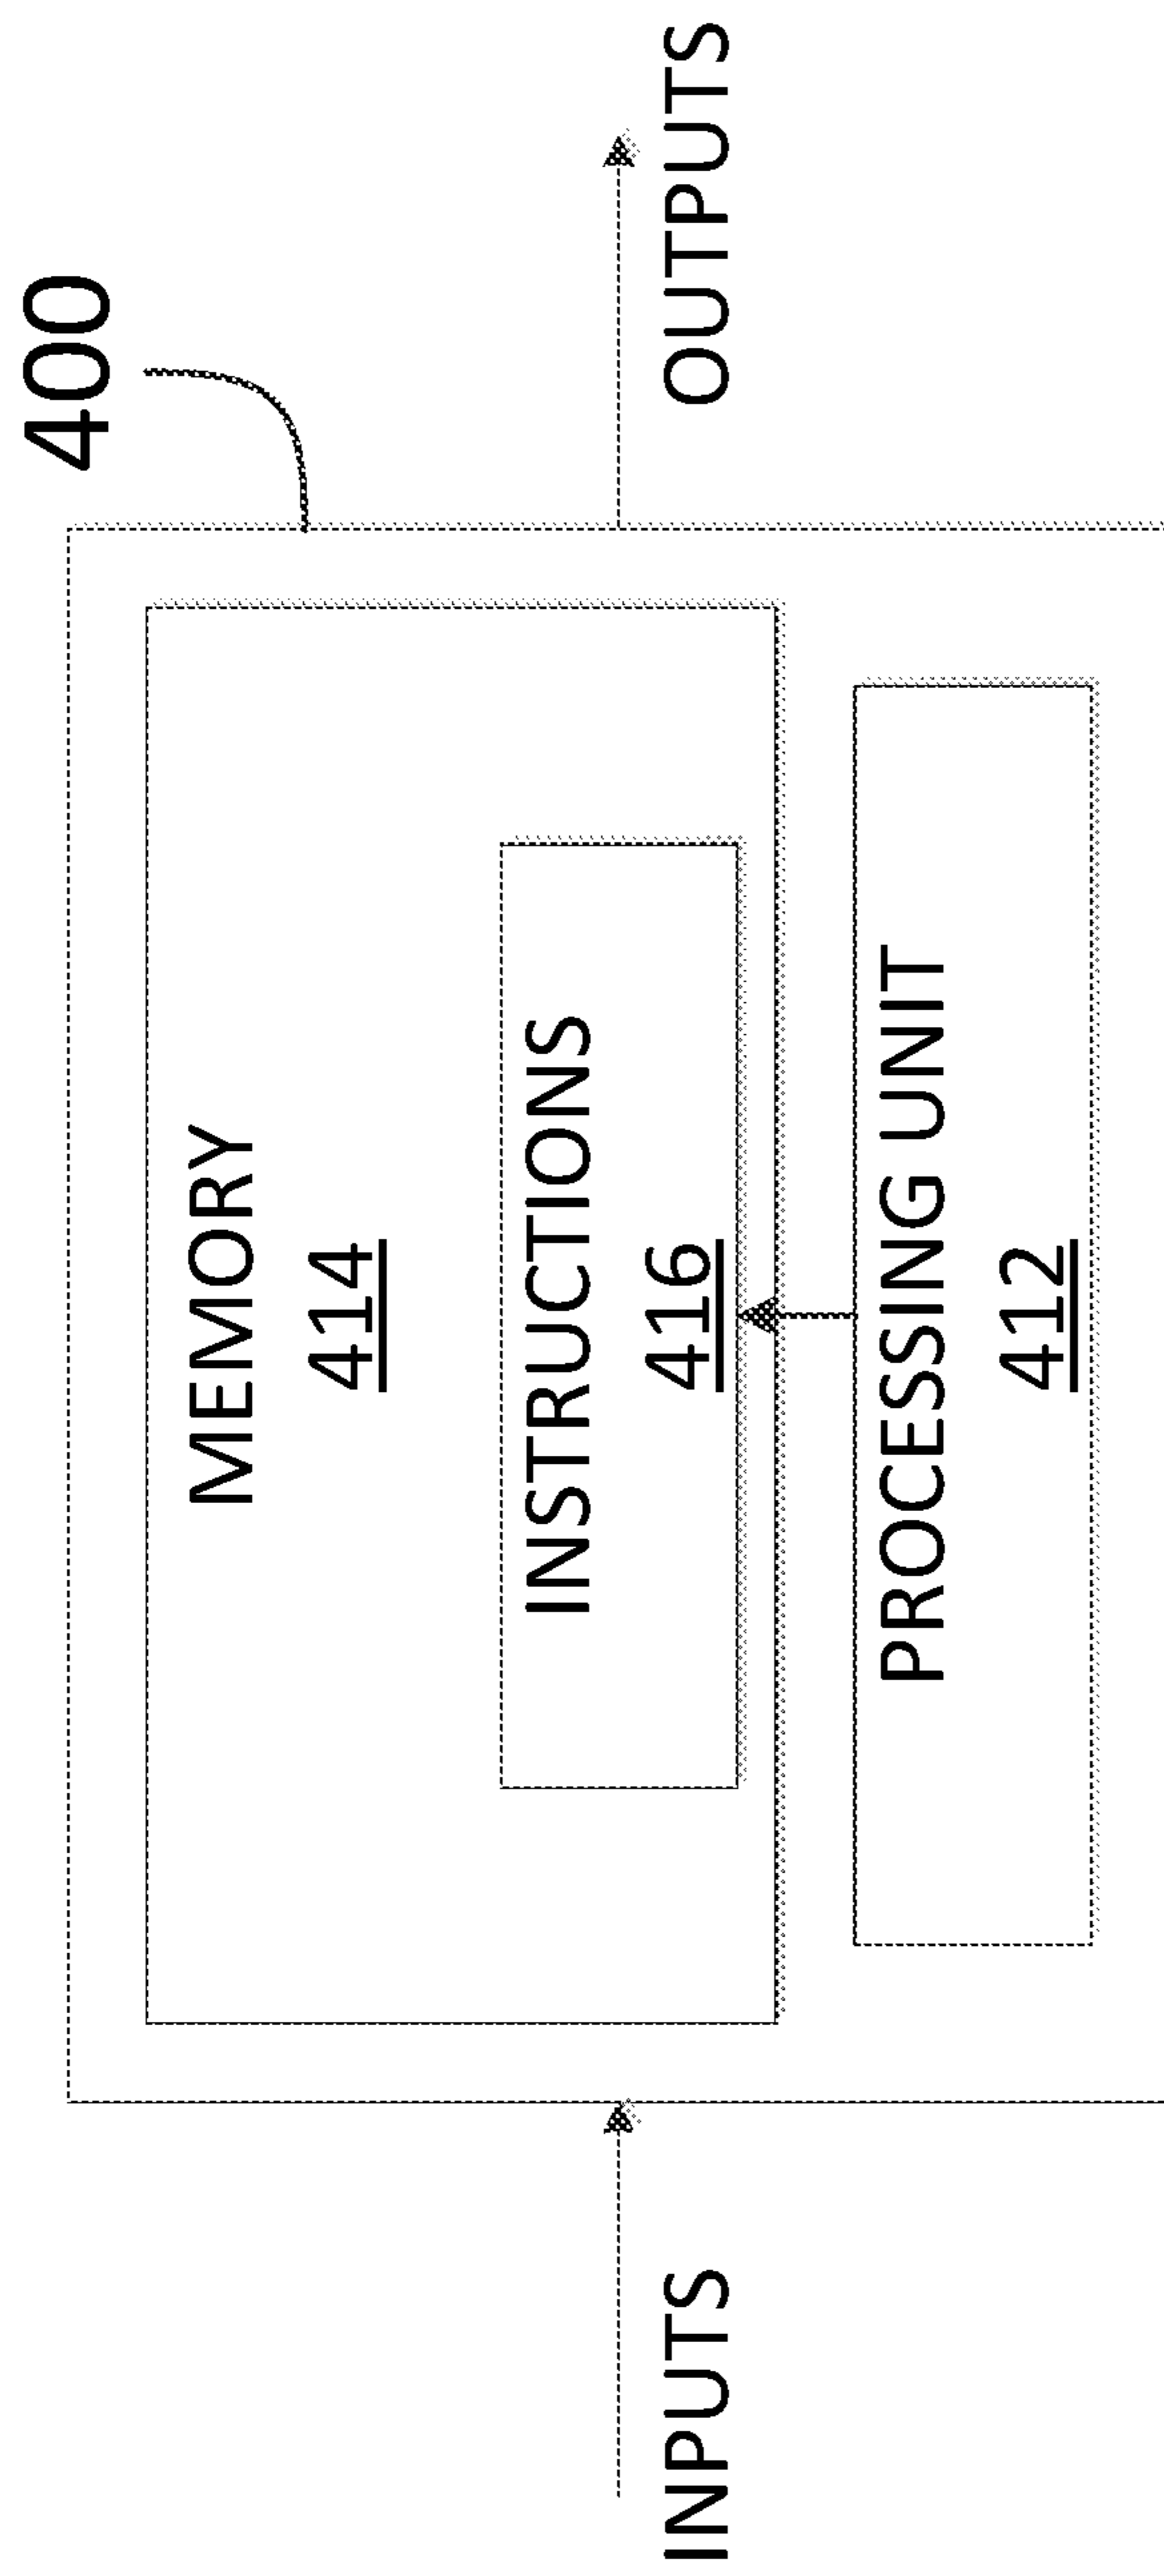 400
MEMORY
414
INSTRUCTIONS
416
INPUTS
OUTPUTS
PROCESSING UNIT
412